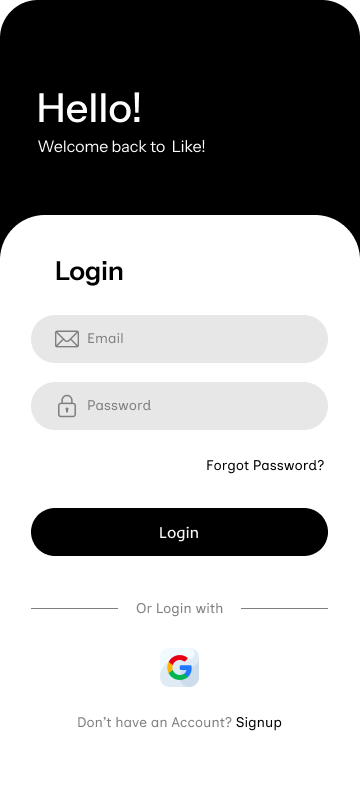 Hello!
Welcome back to Like!
Login
Email
Password
Forgot Password?
Login
Or Login with
Don't have an Account? Signup